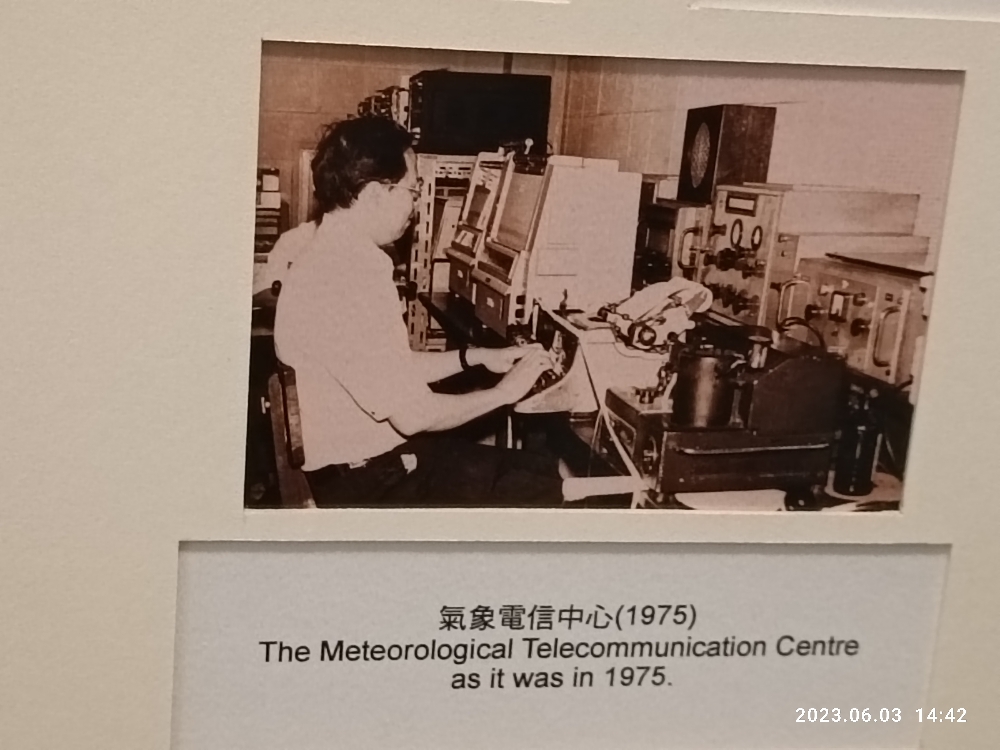 氣象電信中心(1975)
The Meteorological Telecommunication Centre
as it was in 1975.
2023.06.03 14:42